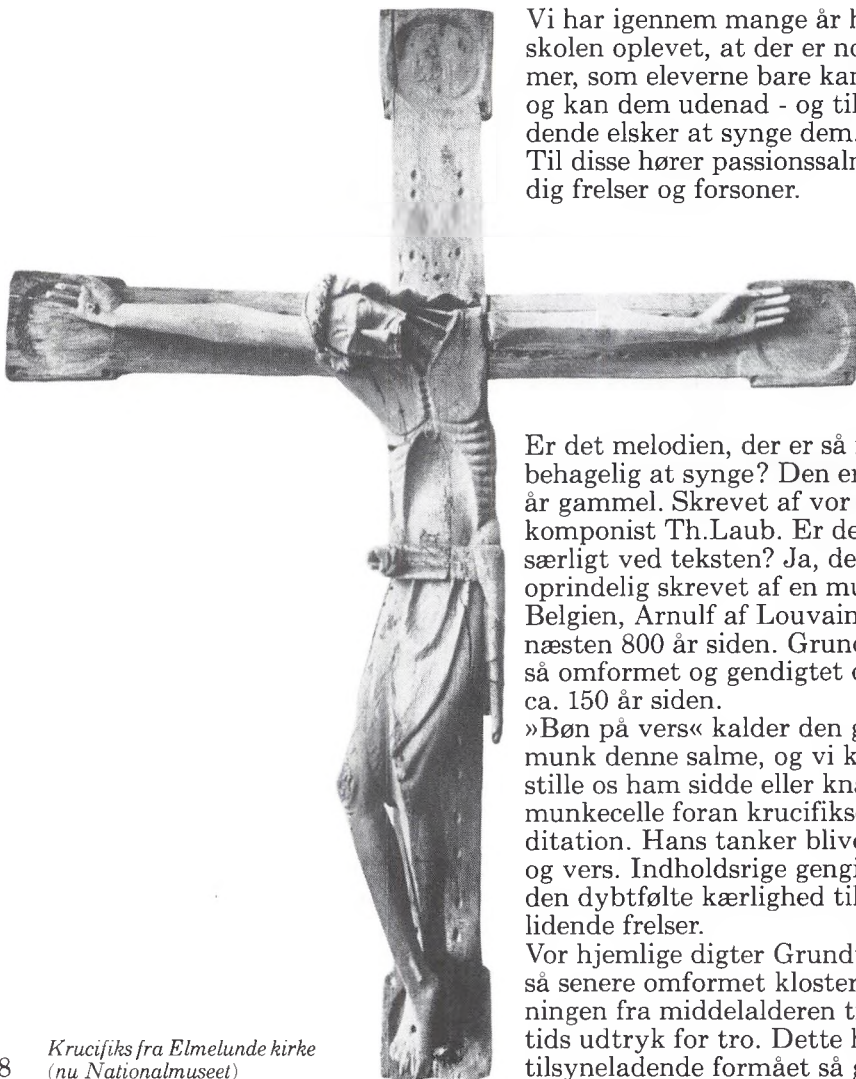 Vi har igennem mange år h
skolen oplevet, at der er no
mer, som eleverne bare kan
og kan dem udenad - og til
dende elsker at synge dem.
Til disse hører passionssaln
dig frelser og forsoner.
Er det melodien, der er så
behagelig at synge? Den er
år gammel. Skrevet af vor
komponist Th.Laub. Er de
særligt ved teksten? Ja, de
oprindelig skrevet af en mu
Belgien, Arnulf af Louvain
næsten 800 år siden. Grund
så omformet og gendigtet d
ca. 150 år siden.
»Bøn på vers« kalder den g
munk denne salme, og vi k
stille os ham sidde eller kna
munkecelle foran krucifikse
ditation. Hans tanker blive
og vers. Indholdsrige gengi
den dybtfølte kærlighed til
lidende frelser.
Vor hjemlige digter Grundt
så senere omformet kloster
ningen fra middelalderen ti
tids udtryk for tro. Dette h
tilsyneladende formået så g
Krucifiks fra Elmelunde kirke
8 (nu Nationalmuseet)